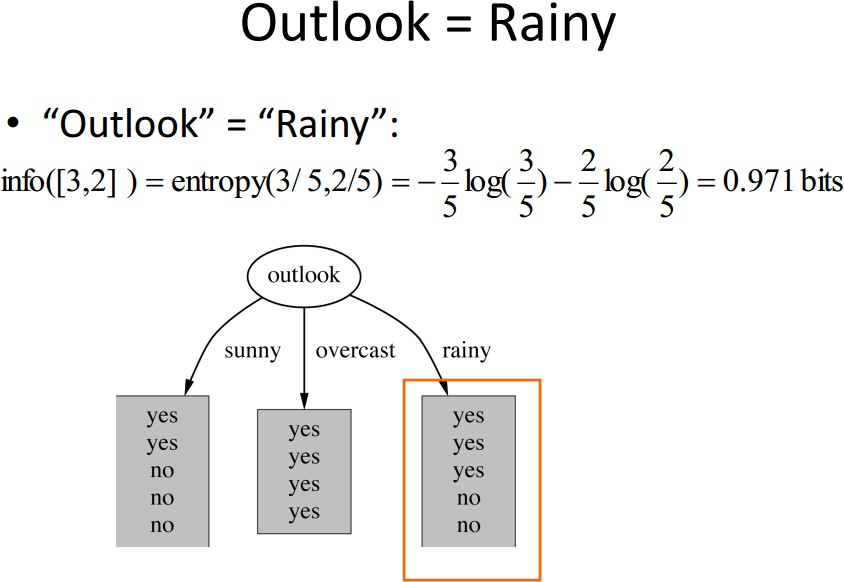 Outlook = Rainy
• “Outlook” = “Rainy”:
info([3,2] ) = entropy(3/ 5,2/5) = − 3/5 log( 3/5 ) − 2/5 log( 2/5 ) = 0.971 bits
outlook
sunny overcast rainy
yes
yes
no
no
no
yes
yes
yes
yes
yes
yes
yes
no
no